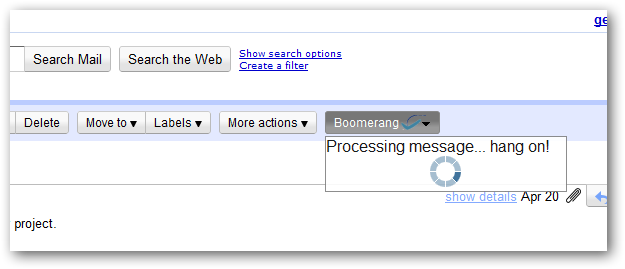 ge
Search Mail Search the Web Show search options
Create a filter
Delete Move to Labels More actions Boomerang
Processing message... hang on!
show details Apr 20
project.